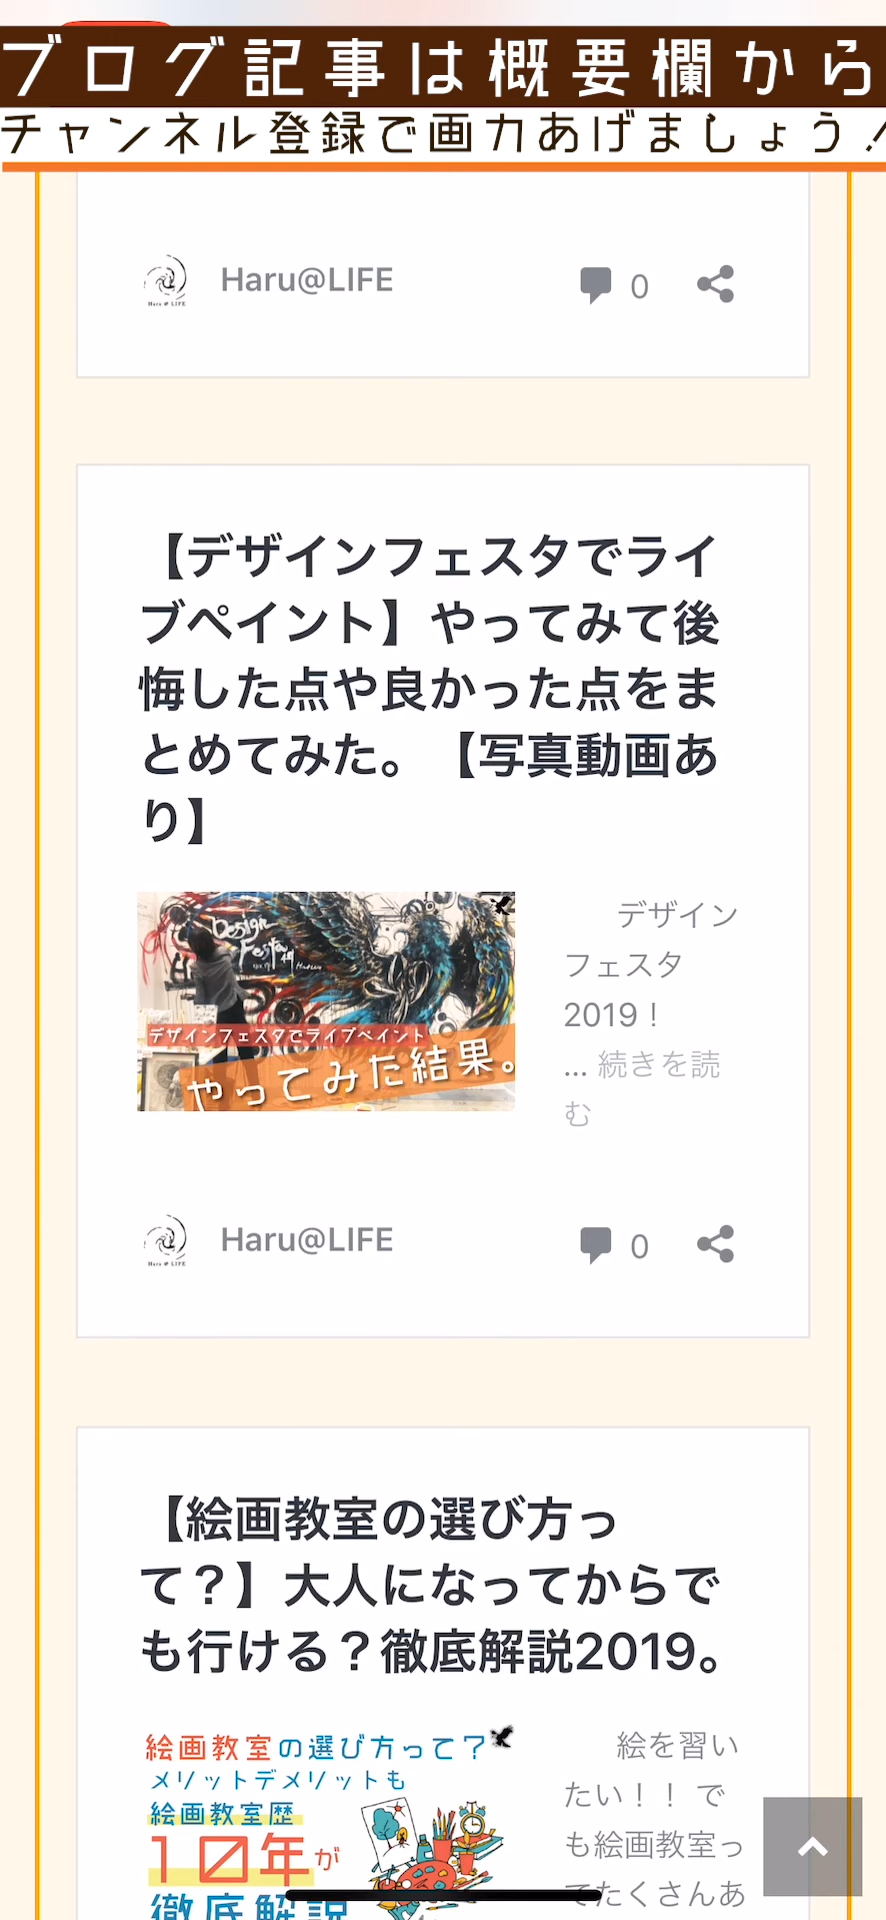 ブログ記事は概要欄から
チャンネル登録で画力あげましょう！
Haru@LIFE
0
【デザインフェスタでライ
ブペイント】やってみて後
悔した点や良かった点をま
とめてみた。【写真動画あ
り】
Design
Festa
デザインフェスタでライブペイント
やってみた結果。
デザイン
フェスタ
2019！
... 続きを読
む
Haru@LIFE
0
【絵画教室の選び方っ
て？】大人になってからで
も行ける？徹底解説2019。
絵画教室の選び方って？
メリットデメリットも
絵画教室歴
10年が
徹底解説
絵を習い
たい！！ で
も絵画教室っ
てたくさんあ